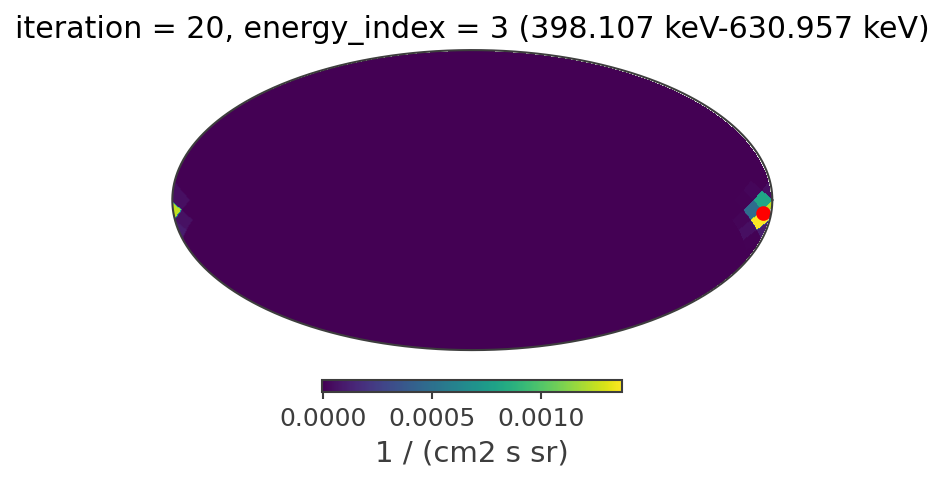 iteration = 20, energy_index = 3 (398.107 keV-630.957 keV)
0.0000 0.0005 0.0010
1 / (cm2 s sr)